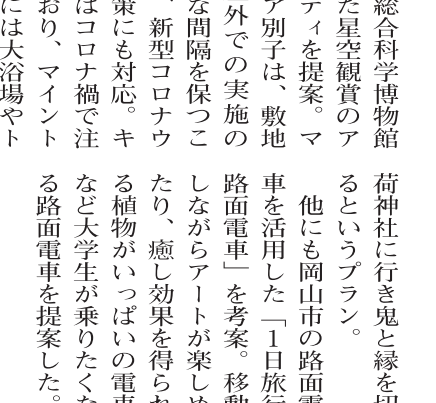 総合科学博物館
た星空観賞のア
ティを提案。マ
ア別子は、敷地
外での実施の
な間隔を保つこ
、新型コロナウ
策にも対応。キ
はコロナ禍で注
おり、マイント
には大浴場やト
荷神社に行き鬼と縁を切
るというプラン。
他にも岡山市の路面電
車を活用した「1日旅行
路面電車」を考案。移動
しながらアートが楽しめ
たり、癒し効果を得られ
る植物がいっぱいの電車
など大学生が乗りたくな
る路面電車を提案した。